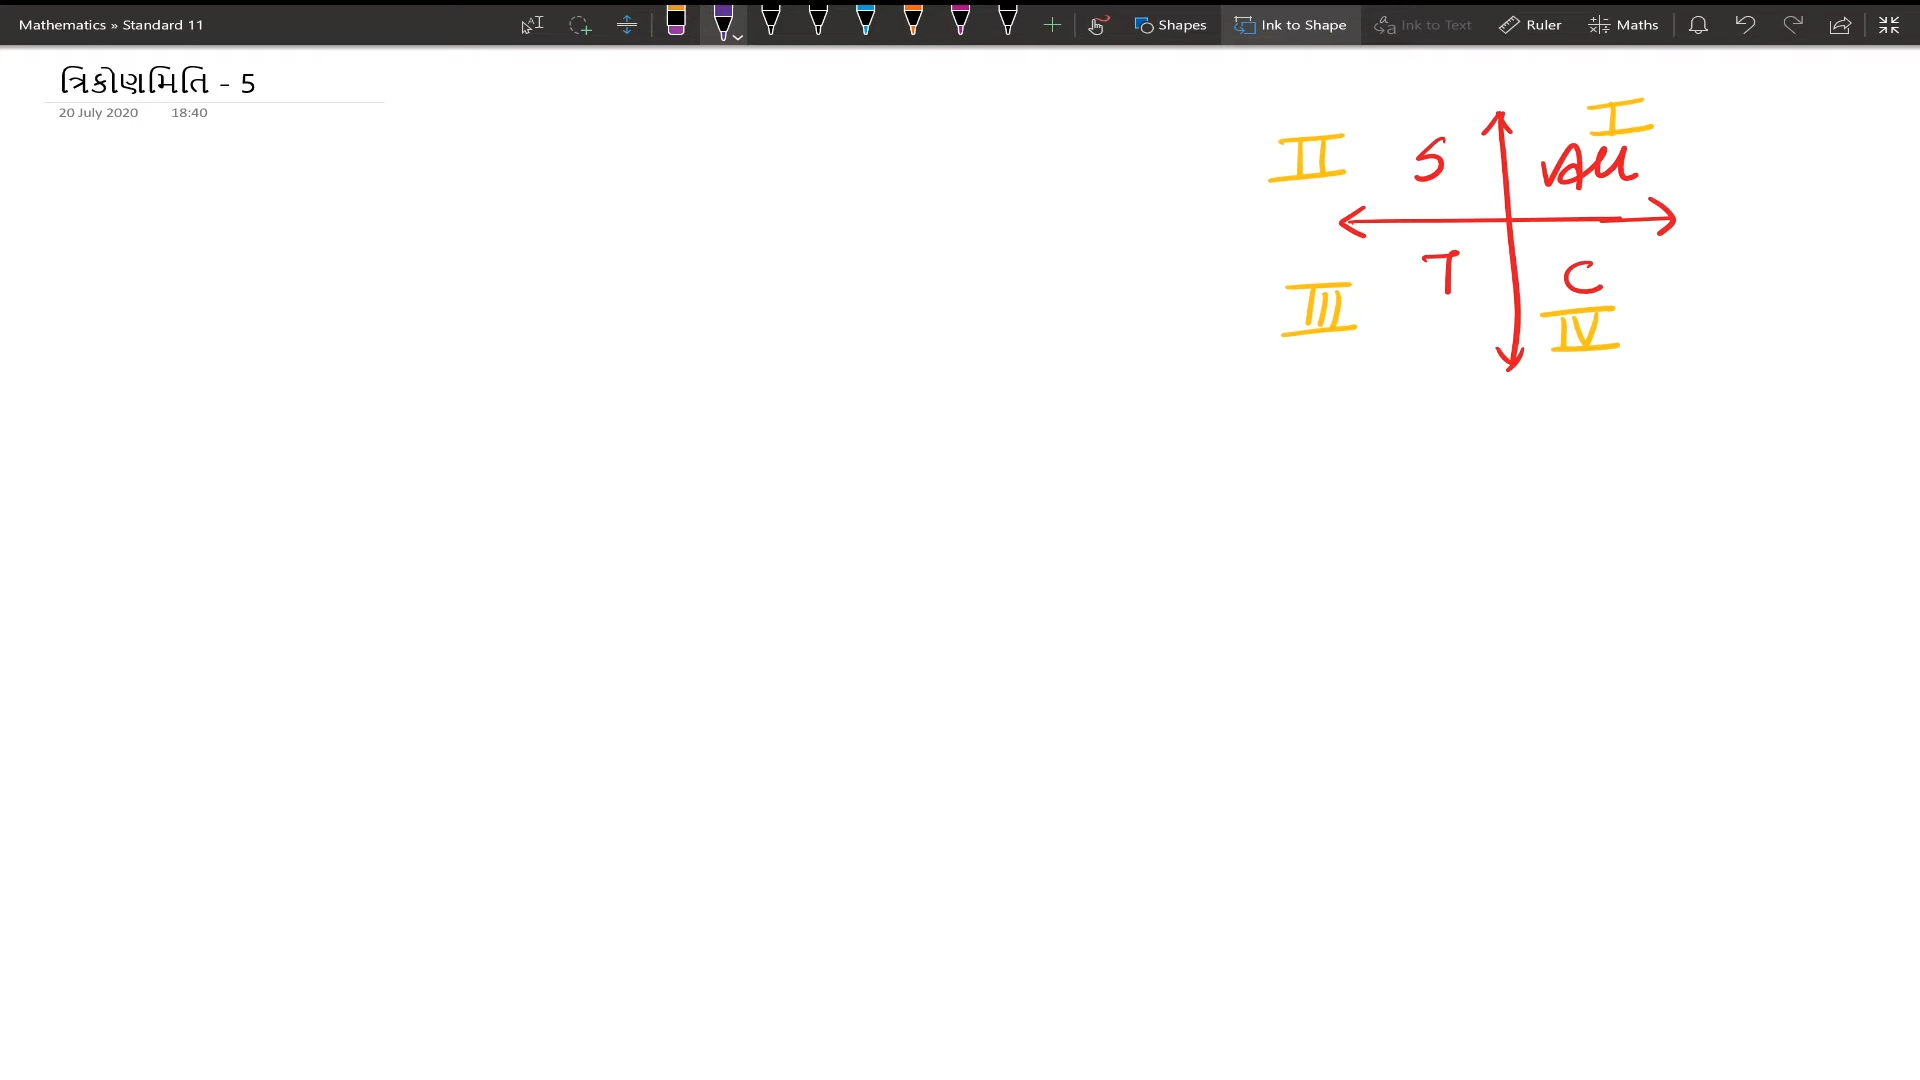 Mathematics » Standard 11
Shapes
Ink to Shape
Ink to Text
Ruler
Maths
ત્રિકોણમિતિ - 5
20 July 2020 18:40
I
II S All
T C
III IV